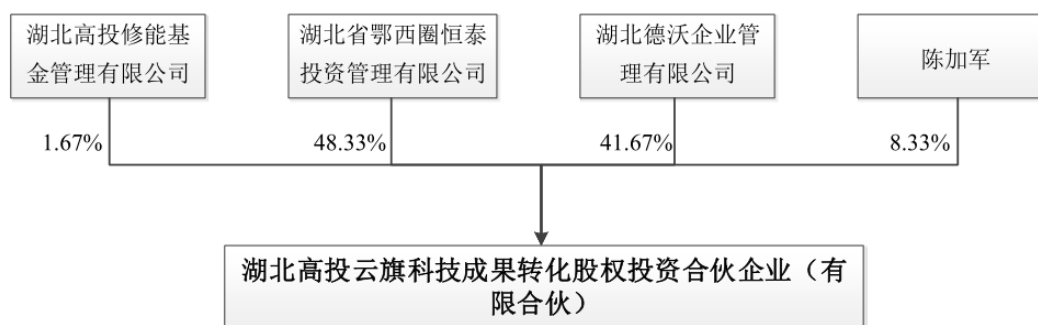 湖北高投修能基
金管理有限公司
湖北省鄂西圈恒泰
投资管理有限公司
湖北德沃企业管
理有限公司
陈加军
1.67%
48.33%
41.67%
8.33%
湖北高投云旗科技成果转化股权投资合伙企业（有
限合伙）